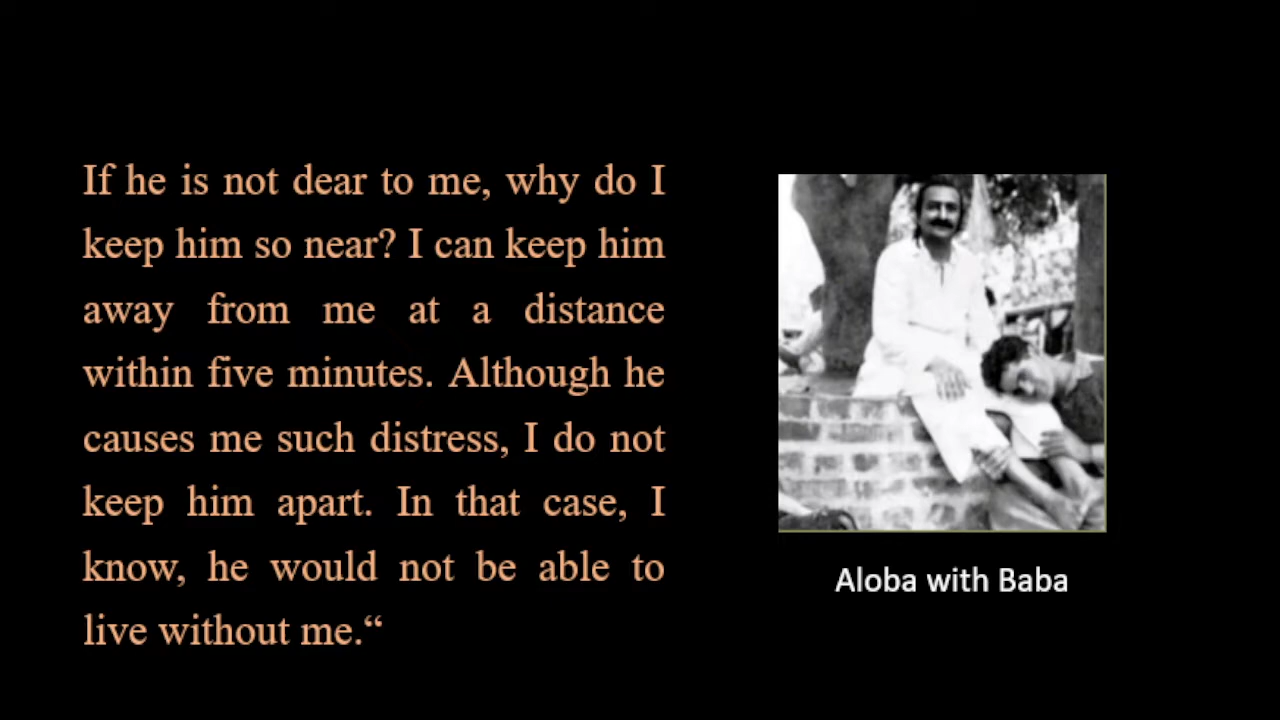 If he is not dear to me, why do I
keep him so near? I can keep him
away from me at a distance
within five minutes. Although he
causes me such distress, I do not
keep him apart. In that case, I
know, he would not be able to
live without me.“
Aloba with Baba